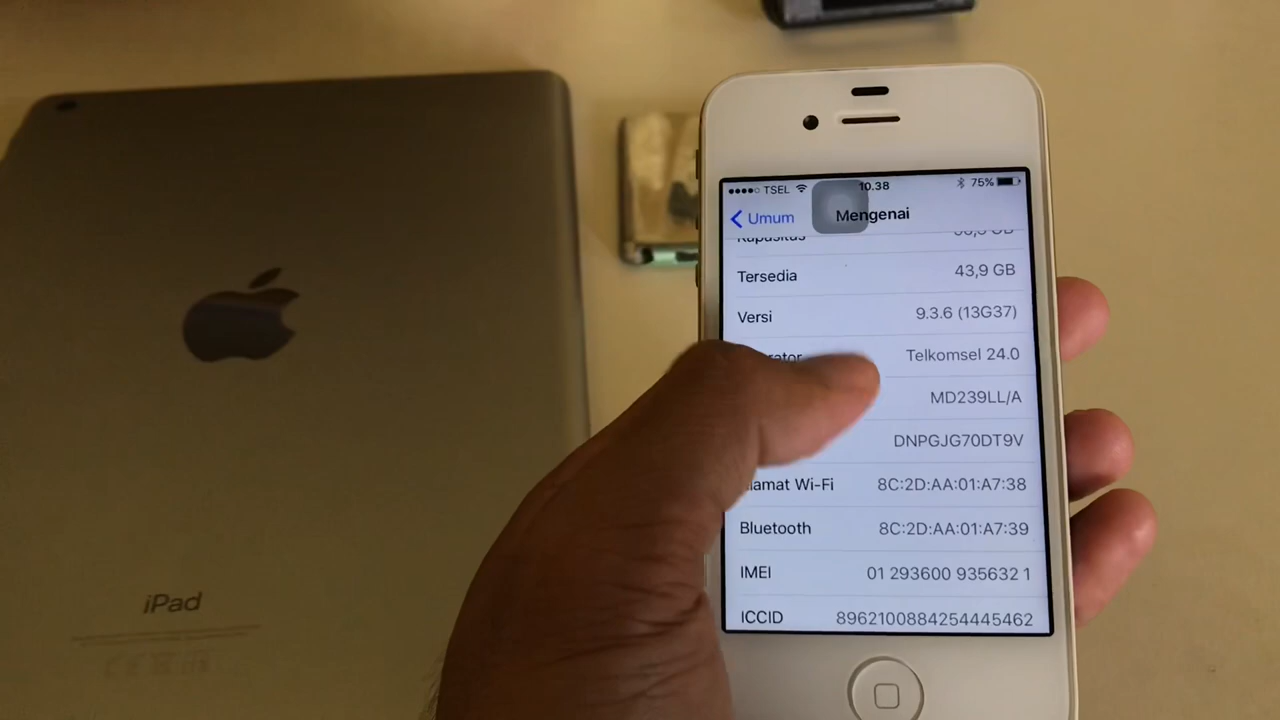 TSEL 10.38 75%
Umum Mengenai
Tersedia 43,9 GB
Versi 9.3.6 (13G37)
Telkomsel 24.0
MD239LL/A
DNPGJG70DT9V
Wi-Fi 8C:2D:AA:01:A7:38
Bluetooth 8C:2D:AA:01:A7:39
IMEI 01 293600 935632 1
ICCID 8962100884254445462
iPad